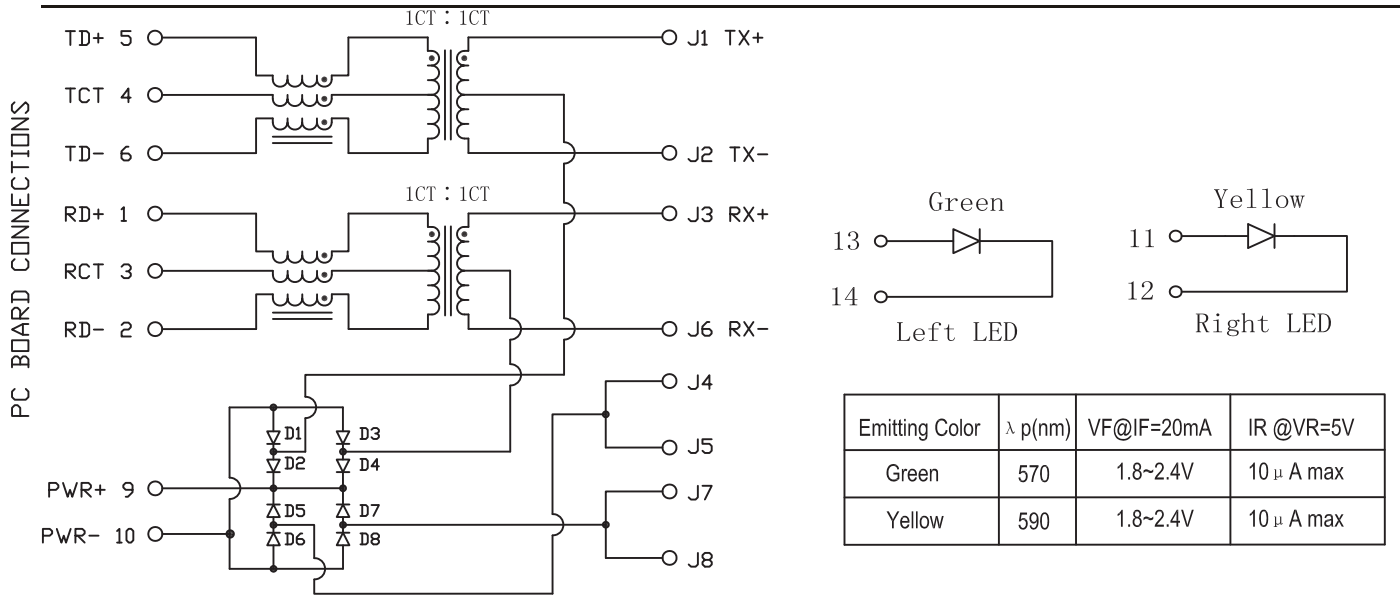 1CT : 1CT
TD+ 5
J1 TX+
TCT 4
TD- 6
J2 TX-
PC BOARD CONNECTIONS
1CT : 1CT
RD+ 1
J3 RX+
RCT 3
RD- 2
J6 RX-
J4
D1
D3
J5
D2
D4
PWR+ 9
J7
D5
D7
PWR- 10
D6
D8
J8
Green
13
14
Left LED
Yellow
11
12
Right LED
Emitting Color λ p(nm) VF@IF=20mA IR @VR=5V
Green 570 1.8~2.4V 10 μ A max
Yellow 590 1.8~2.4V 10 μ A max